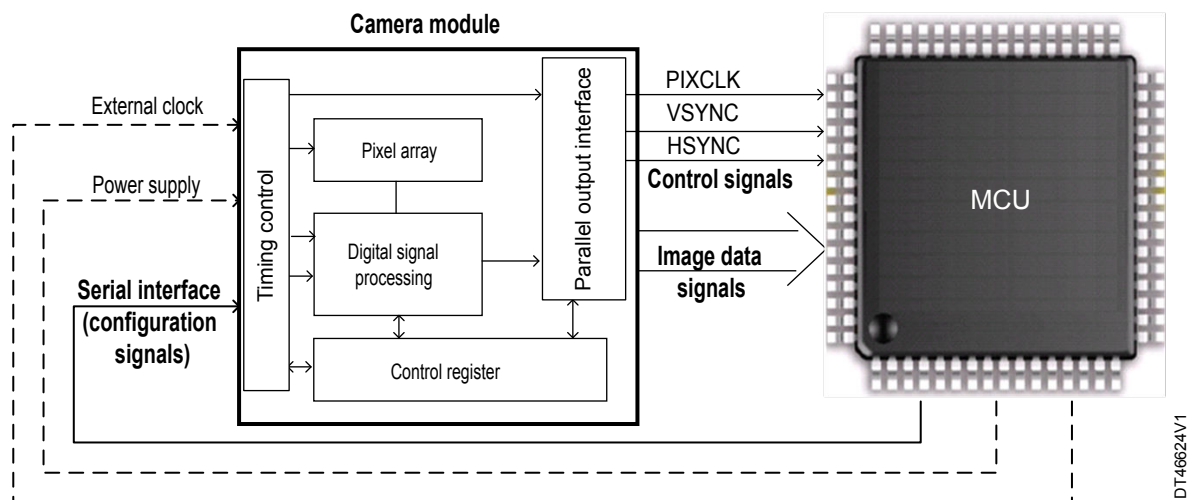 Camera module
External clock
Power supply
Serial interface
(configuration
signals)
Timing control
Pixel array
Digital signal
processing
Control register
Parallel output interface
PIXCLK
VSYNC
HSYNC
Control signals
Image data
signals
MCU
DT46624V1